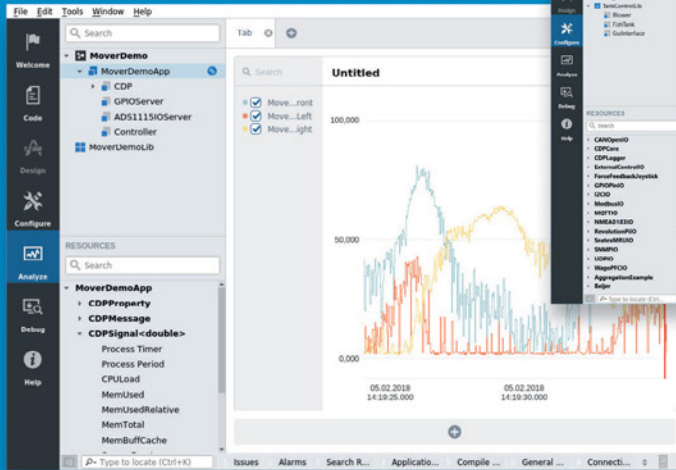 File Edit Tools Window Help
Welcome
Code
Design
Configure
Analyze
Debug
Help
Search
MoverDemo
MoverDemoApp
CDP
GPIOServer
ADS1115IOServer
Controller
MoverDemoLib
RESOURCES
Search
MoverDemoApp
CDPProperty
CDPMessage
CDPSignal<double>
Process Timer
Process Period
CPULoad
MemUsed
MemUsedRelative
MemTotal
MemBuffCache
Type to locate (Ctrl+K)
Tab
Search
Move...ront
Move...Left
Move...ight
Untitled
100,000
50,000
0,000
05.02.2018
14:19:25.000
05.02.2018
14:19:30.000
Issues Alarms Search R... Applicatio... Compile ... General ... Connecti...
Design
Configure
Analyze
Debug
Help
TankControlLib
Blower
FishTank
GuiInterface
RESOURCES
Search
CANOpenIO
CDPCore
CDPLogger
ExternalControlIO
ForceFeedbackJoystick
GPIOPinIO
I2CIO
ModbusIO
MQTTIO
NMEA0183IO
RevolutionPiIO
SeatexMRUIO
SNMPIO
UDPIO
WagoPFCIO
AggregationExample
Beijer
Type to locate (Ctrl...